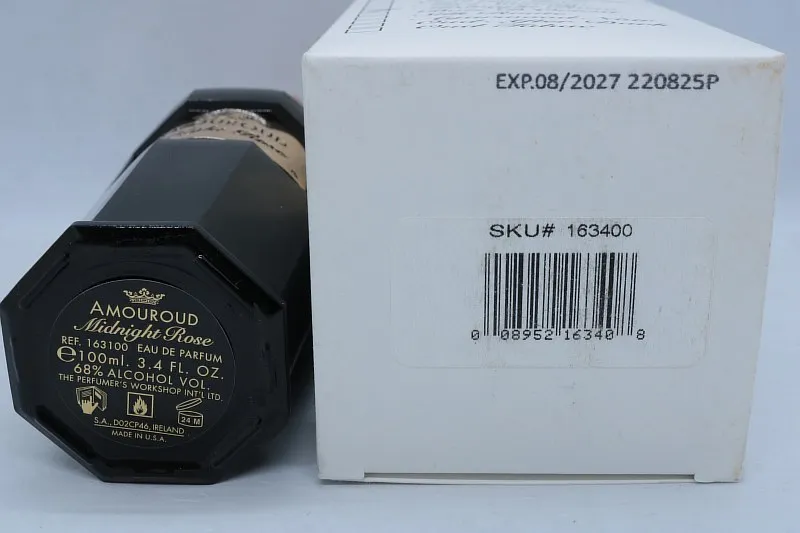 EXP.08/2027 220825P
SKU# 163400
0 08952 16340 8
AMOUROUD
Midnight Rose
REF. 163100 EAU DE PARFUM
℮100ml. 3.4 FL. OZ.
68% ALCOHOL VOL.
THE PERFUMER'S WORKSHOP INT'L LTD.
24 M
S.A., D02CP46, IRELAND
MADE IN U.S.A.